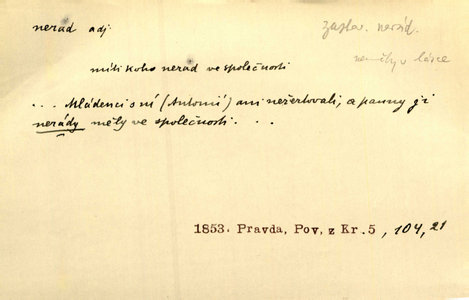 nerad adj.
zastar. nerád.
míti koho nerad ve společnosti
nemilý v lásce
... Mládenci s ní (Antonií) ani nežertovali, a panny ji
nerády měly ve společnosti...
1853. Pravda, Pov. z Kr. 5, 104, 21